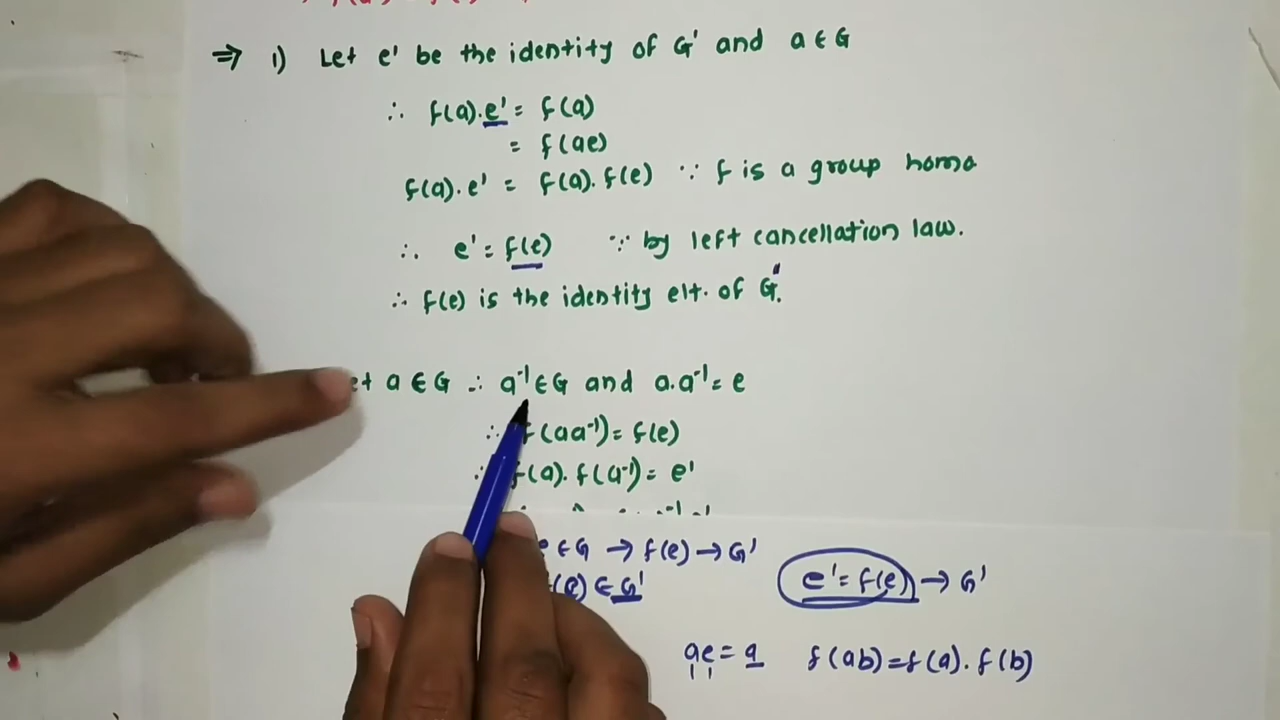 ⇒ 1) Let e' be the identity of G' and a ∈ G
∴ f(a).e' = f(a)
= f(ae)
f(a).e' = f(a).f(e) ∵ f is a group homo
∴ e' = f(e) ∵ by left cancellation law.
∴ f(e) is the identity elt. of G'.
a ∈ G ∴ a⁻¹ ∈ G and a.a⁻¹ = e
∴ f(aa⁻¹) = f(e)
∴ f(a).f(a⁻¹) = e'
e ∈ G → f(e) → G'
f(e) ∈ G'
e' = f(e) → G'
ae = a f(ab) = f(a).f(b)